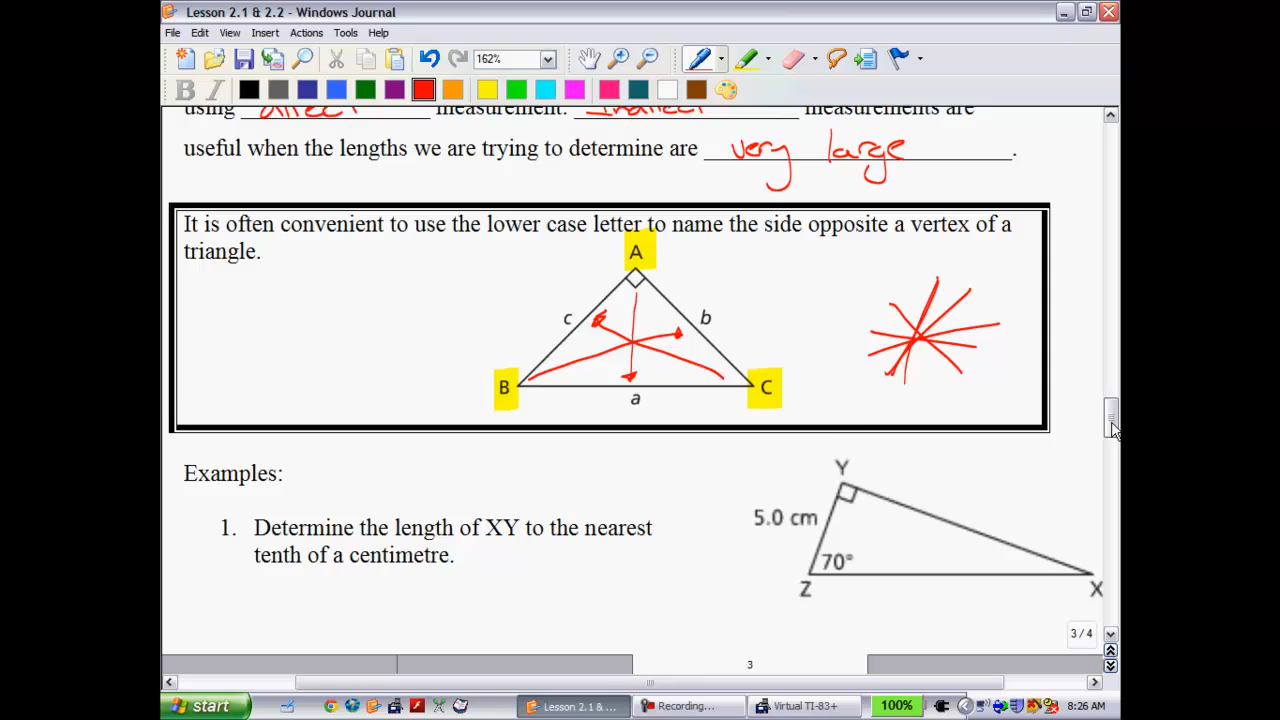 Lesson 2.1 & 2.2 - Windows Journal
File Edit View Insert Actions Tools Help
162%
B I
using direct measurement. Indirect measurements are
useful when the lengths we are trying to determine are very large.
It is often convenient to use the lower case letter to name the side opposite a vertex of a
triangle.
A
c b
B C
a
Examples:
Y
1. Determine the length of XY to the nearest
5.0 cm
tenth of a centimetre.
70°
Z X
3 / 4
3
start
Lesson 2.1 & ...
Recording...
Virtual TI-83+
100%
8:26 AM